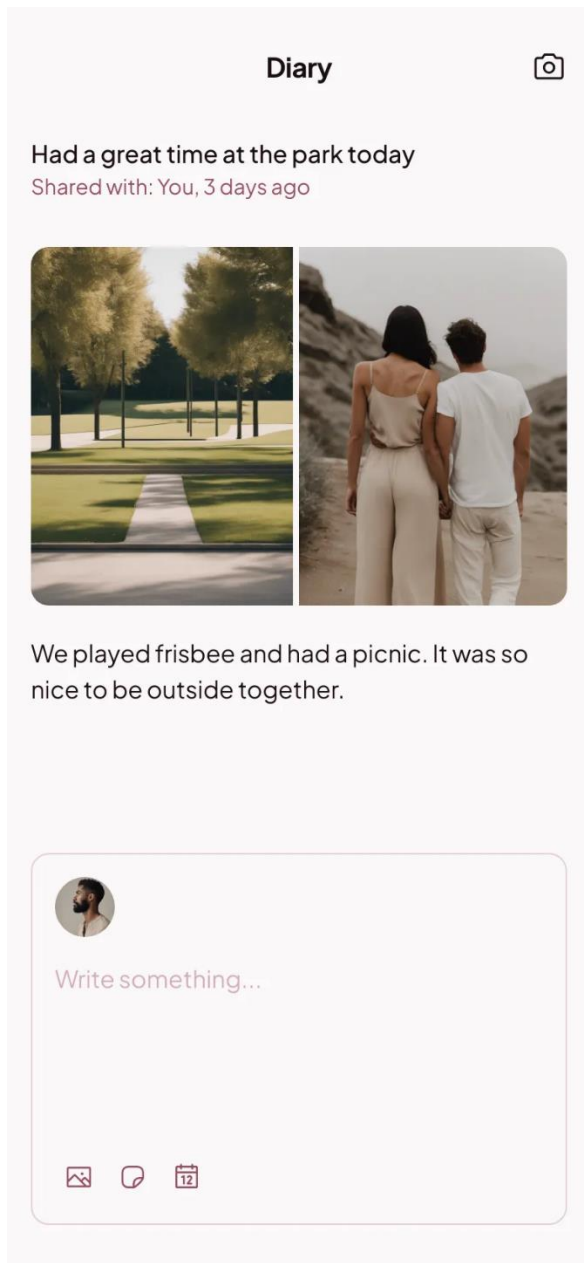 Diary
Had a great time at the park today
Shared with: You, 3 days ago
We played frisbee and had a picnic. It was so
nice to be outside together.
Write something...
12